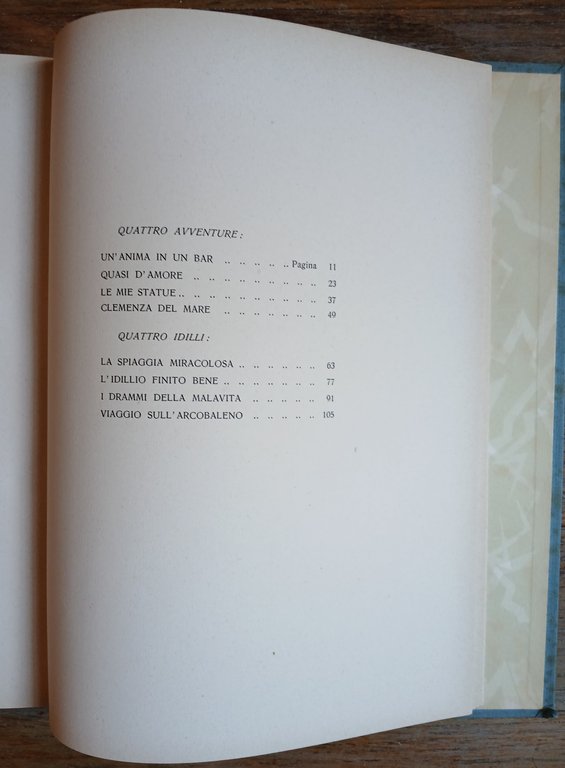 QUATTRO AVVENTURE:
UN'ANIMA IN UN BAR .. .. .. .. .. Pagina 11
QUASI D'AMORE .. .. .. .. .. .. .. .. 23
LE MIE STATUE .. .. .. .. .. .. .. .. .. 37
CLEMENZA DEL MARE .. .. .. .. .. .. .. 49
QUATTRO IDILLI:
LA SPIAGGIA MIRACOLOSA .. .. .. .. .. .. 63
L'IDILLIO FINITO BENE .. .. .. .. .. .. .. 77
I DRAMMI DELLA MALAVITA .. .. .. .. .. 91
VIAGGIO SULL'ARCOBALENO .. .. .. .. .. 105